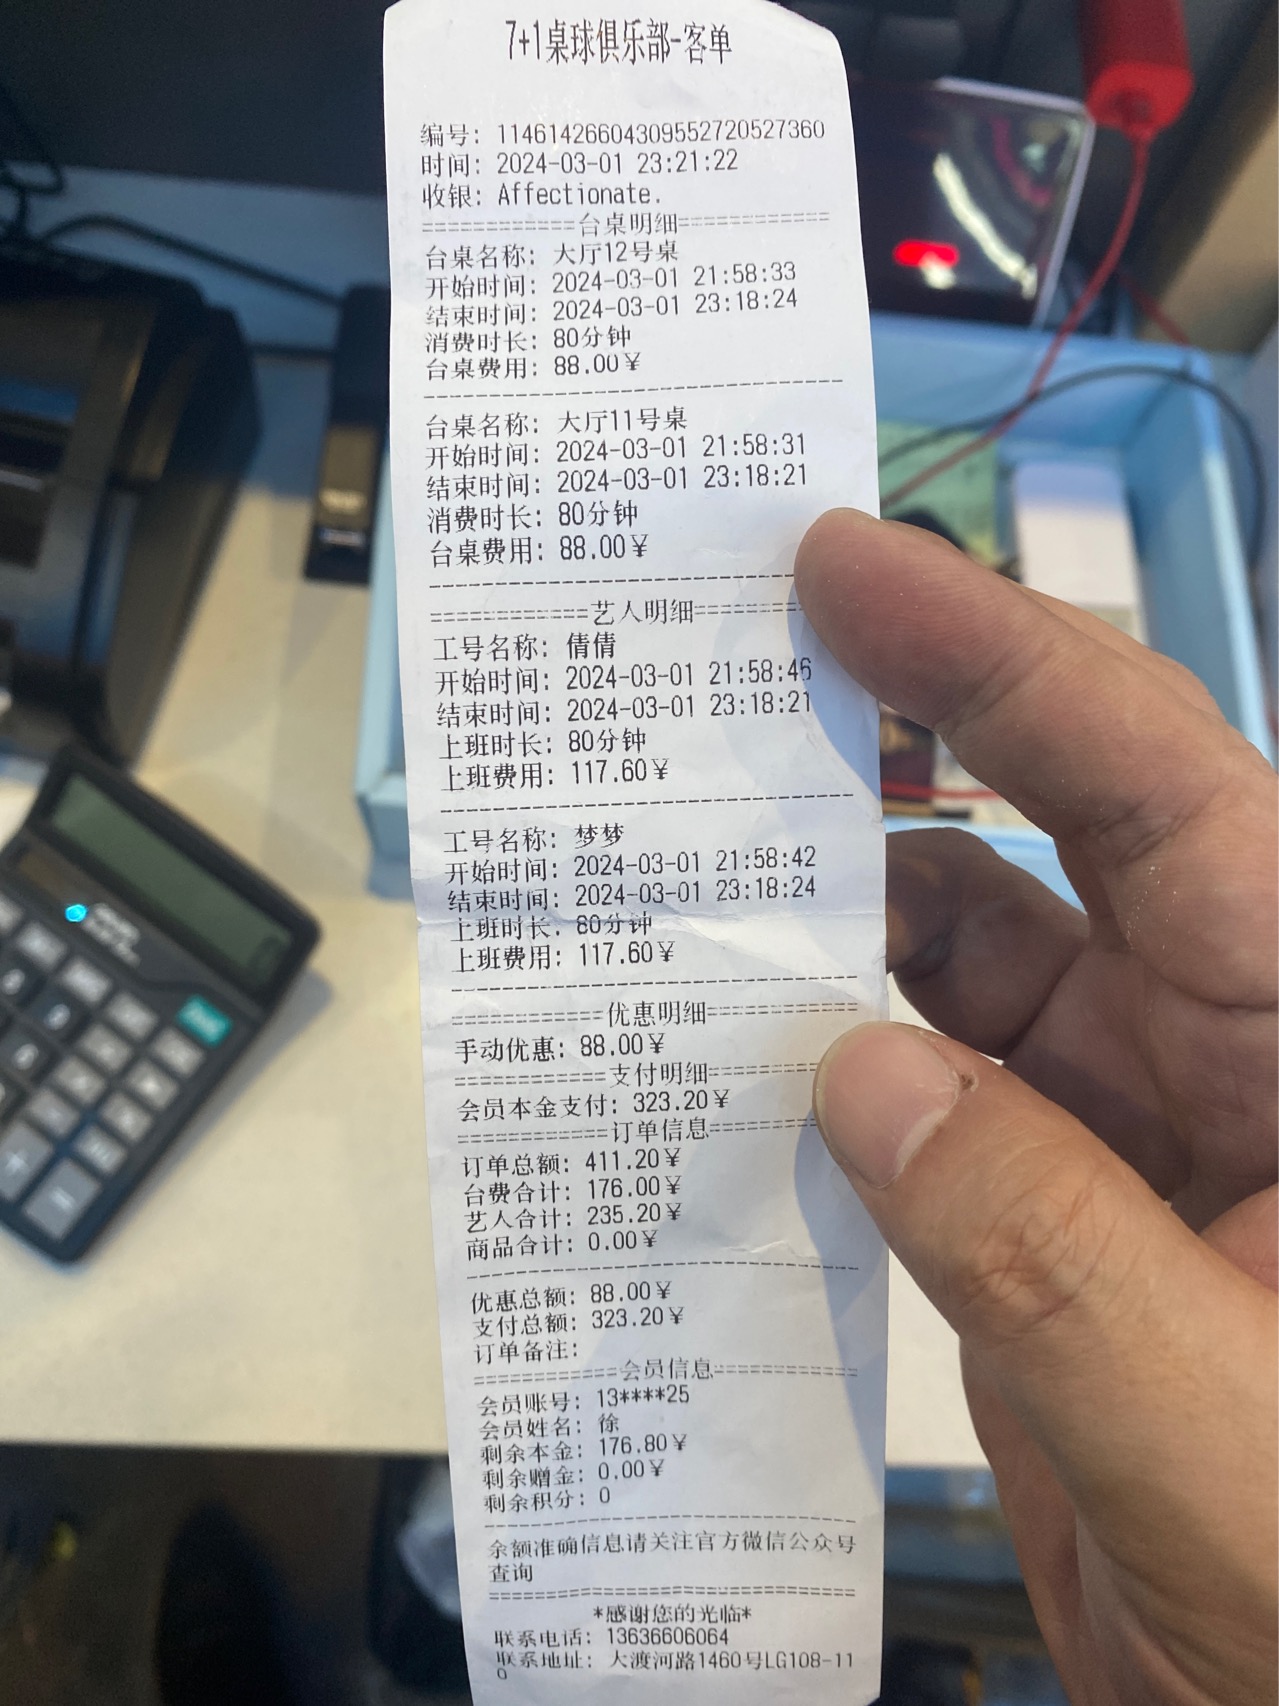 7+1桌球俱乐部-客单
编号: 1146142660430955272052​7360
时间: 2024-03-01 23:21:22
收银: Affectionate.
============台桌明细============
台桌名称: 大厅12号桌
开始时间: 2024-03-01 21:58:33
结束时间: 2024-03-01 23:18:24
消费时长: 80分钟
台桌费用: 88.00¥
--------------------------------
台桌名称: 大厅11号桌
开始时间: 2024-03-01 21:58:31
结束时间: 2024-03-01 23:18:21
消费时长: 80分钟
台桌费用: 88.00¥
--------------------------------
============艺人明细=========
工号名称: 倩倩
开始时间: 2024-03-01 21:58:46
结束时间: 2024-03-01 23:18:21
上班时长: 80分钟
上班费用: 117.60¥
--------------------------------
工号名称: 梦梦
开始时间: 2024-03-01 21:58:42
结束时间: 2024-03-01 23:18:24
上班时长: 80分钟
上班费用: 117.60¥
--------------------------------
============优惠明细============
手动优惠: 88.00¥
============支付明细=========
会员本金支付: 323.20¥
============订单信息=========
订单总额: 411.20¥
台费合计: 176.00¥
艺人合计: 235.20¥
商品合计: 0.00¥
--------------------------------
优惠总额: 88.00¥
支付总额: 323.20¥
订单备注:
============会员信息============
会员账号: 13****25
会员姓名: 徐
剩余本金: 176.80¥
剩余赠金: 0.00¥
剩余积分: 0
--------------------------------
余额准确信息请关注官方微信公众号
查询
================================
*感谢您的光临*
联系电话: 13636606064
联系地址: 大渡河路1460号LG108-11
0